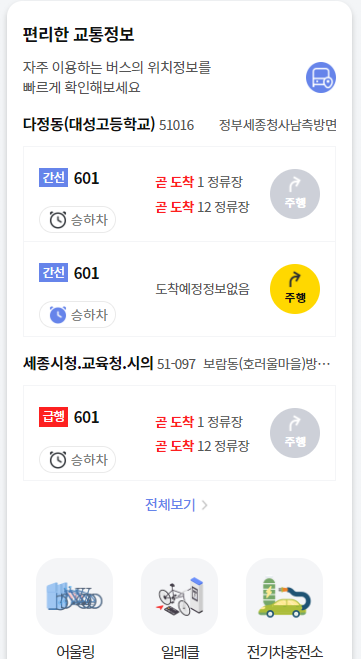 편리한 교통정보
자주 이용하는 버스의 위치정보를
빠르게 확인해보세요
다정동(대성고등학교) 51016 정부세종청사남측방면
간선 601
곧 도착 1 정류장
곧 도착 12 정류장
주행
승하차
간선 601
도착예정정보없음
주행
승하차
세종시청.교육청.시의 51-097 보람동(호려울마을)방…
급행 601
곧 도착 1 정류장
곧 도착 12 정류장
주행
승하차
전체보기 >
어울링 일레클 전기차충전소